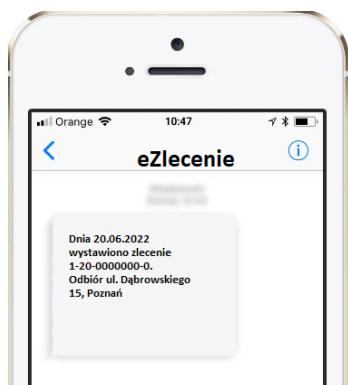 Orange 10:47
eZlecenie
Dnia 20.06.2022
wystawiono zlecenie
1-20-0000000-0.
Odbiór ul. Dąbrowskiego
15, Poznań